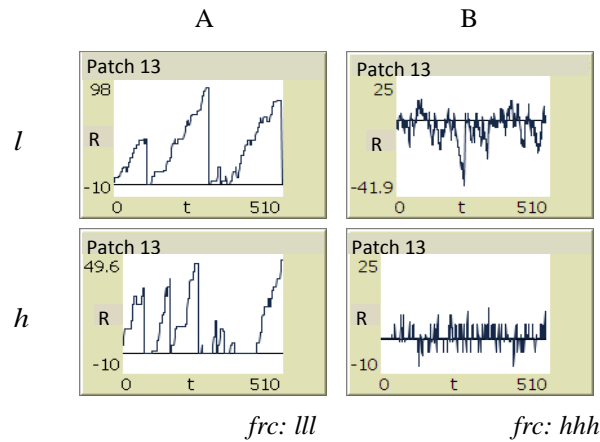 A B
l
Patch 13
98
R
-10
0 t 510
Patch 13
25
R
-41.9
0 t 510
h
Patch 13
49.6
R
-10
0 t 510
Patch 13
25
R
-10
0 t 510
frc: lll frc: hhh